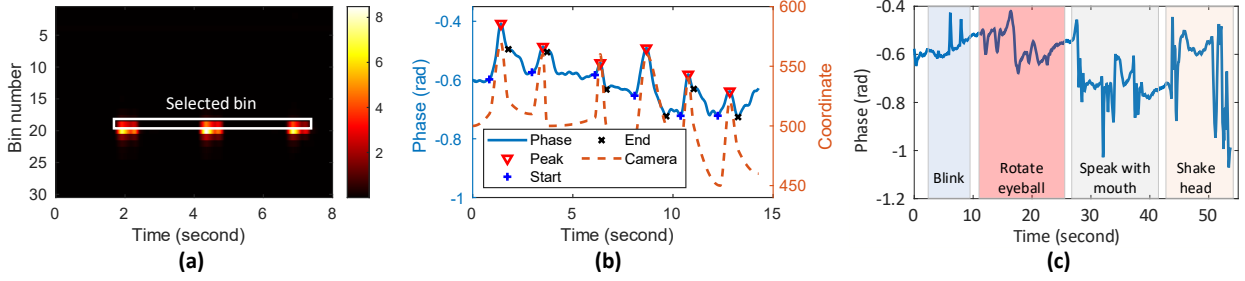 5
10
15
20
25
30
Bin number
Selected bin
0
2
4
6
8
Time (second)
8
6
4
2
(a)
-0.4
-0.6
-0.8
-1
Phase (rad)
Phase
Peak
Start
End
Camera
0
5
10
15
Time (second)
600
550
500
450
Coordinate
(b)
-0.4
-0.6
-0.8
-1
-1.2
Phase (rad)
Blink
Rotate
eyeball
Speak with
mouth
Shake
head
0
10
20
30
40
50
Time (second)
(c)